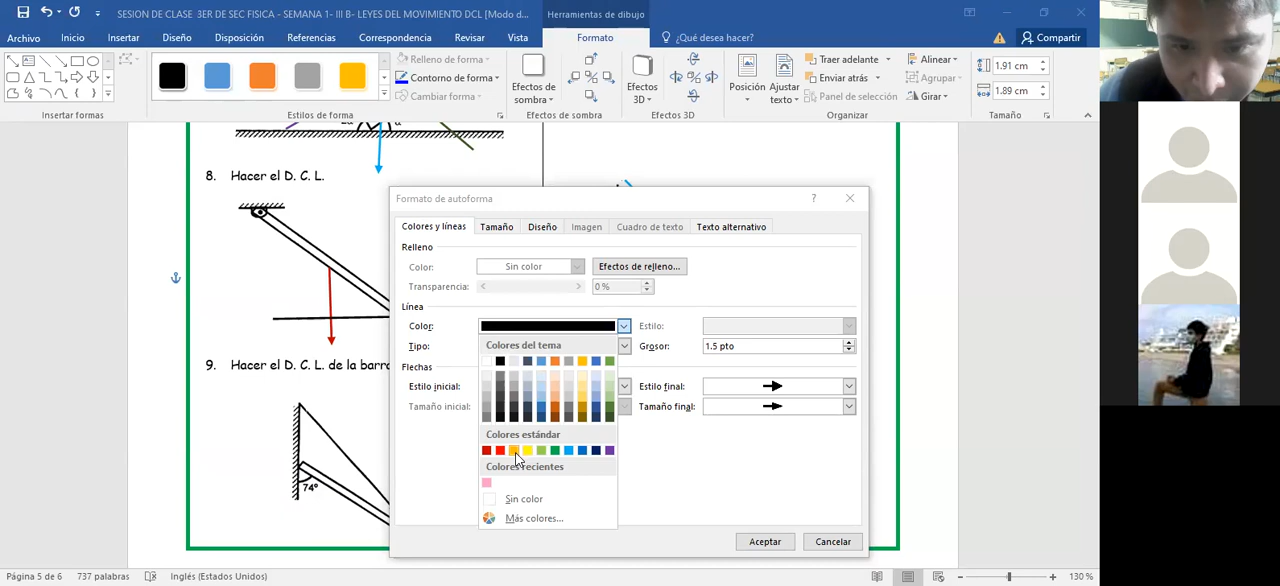 SESION DE CLASE 3ER DE SEC FISICA - SEMANA 1- III B- LEYES DEL MOVIMIENTO DCL [Modo d...
Herramientas de dibujo
Archivo Inicio Insertar Diseño Disposición Referencias Correspondencia Revisar Vista Formato ¿Qué desea hacer? Compartir
Relleno de forma
Contorno de forma
Cambiar forma
Efectos de sombra
Efectos 3D
Posición
Ajustar texto
Traer adelante
Enviar atrás
Panel de selección
Alinear
Agrupar
Girar
1.91 cm
1.89 cm
Insertar formas Estilos de forma Efectos de sombra Efectos 3D Organizar Tamaño
8. Hacer el D. C. L.
9. Hacer el D. C. L. de la barra
74°
Formato de autoforma ?
Colores y líneas Tamaño Diseño Imagen Cuadro de texto Texto alternativo
Relleno
Color: Sin color Efectos de relleno...
Transparencia: 0 %
Línea
Color: Estilo:
Tipo: Grosor: 1.5 pto
Flechas
Estilo inicial: Estilo final:
Tamaño inicial: Tamaño final:
Colores del tema
Colores estándar
Colores recientes
Sin color
Más colores...
Aceptar Cancelar
Página 5 de 6 737 palabras Inglés (Estados Unidos) 130 %